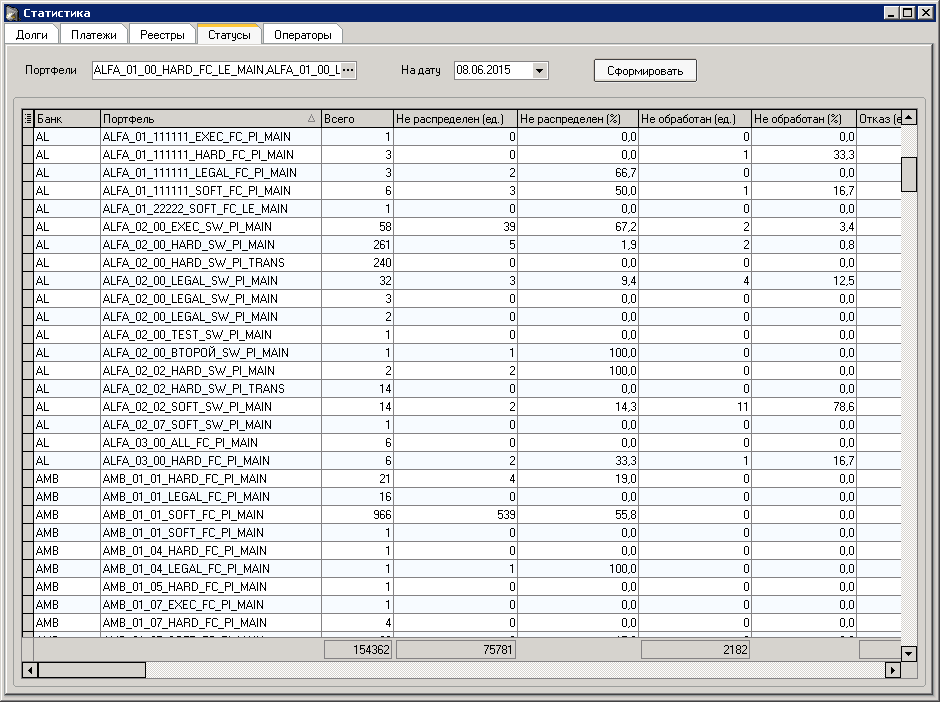 Статистика
Долги Платежи Реестры Статусы Операторы
Портфели ALFA_01_00_HARD_FC_LE_MAIN,ALFA_01_00_L ... На дату 08.06.2015 Сформировать
Банк Портфель Всего Не распределен (ед.) Не распределен (%) Не обработан (ед.) Не обработан (%) Отказ (е
AL ALFA_01_111111_EXEC_FC_PI_MAIN 1 0 0,0 0 0,0
AL ALFA_01_111111_HARD_FC_PI_MAIN 3 0 0,0 1 33,3
AL ALFA_01_111111_LEGAL_FC_PI_MAIN 3 2 66,7 0 0,0
AL ALFA_01_111111_SOFT_FC_PI_MAIN 6 3 50,0 1 16,7
AL ALFA_01_22222_SOFT_FC_LE_MAIN 1 0 0,0 0 0,0
AL ALFA_02_00_EXEC_SW_PI_MAIN 58 39 67,2 2 3,4
AL ALFA_02_00_HARD_SW_PI_MAIN 261 5 1,9 2 0,8
AL ALFA_02_00_HARD_SW_PI_TRANS 240 0 0,0 0 0,0
AL ALFA_02_00_LEGAL_SW_PI_MAIN 32 3 9,4 4 12,5
AL ALFA_02_00_LEGAL_SW_PI_MAIN 3 0 0,0 0 0,0
AL ALFA_02_00_LEGAL_SW_PI_MAIN 2 0 0,0 0 0,0
AL ALFA_02_00_TEST_SW_PI_MAIN 1 0 0,0 0 0,0
AL ALFA_02_00_ВТОРОЙ_SW_PI_MAIN 1 1 100,0 0 0,0
AL ALFA_02_02_HARD_SW_PI_MAIN 2 2 100,0 0 0,0
AL ALFA_02_02_HARD_SW_PI_TRANS 14 0 0,0 0 0,0
AL ALFA_02_02_SOFT_SW_PI_MAIN 14 2 14,3 11 78,6
AL ALFA_02_07_SOFT_SW_PI_MAIN 1 0 0,0 0 0,0
AL ALFA_03_00_ALL_FC_PI_MAIN 6 0 0,0 0 0,0
AL ALFA_03_00_HARD_FC_PI_MAIN 6 2 33,3 1 16,7
AMB AMB_01_01_HARD_FC_PI_MAIN 21 4 19,0 0 0,0
AMB AMB_01_01_LEGAL_FC_PI_MAIN 16 0 0,0 0 0,0
AMB AMB_01_01_SOFT_FC_PI_MAIN 966 539 55,8 0 0,0
AMB AMB_01_01_SOFT_FC_PI_MAIN 1 0 0,0 0 0,0
AMB AMB_01_04_HARD_FC_PI_MAIN 1 0 0,0 0 0,0
AMB AMB_01_04_LEGAL_FC_PI_MAIN 1 1 100,0 0 0,0
AMB AMB_01_05_HARD_FC_PI_MAIN 1 0 0,0 0 0,0
AMB AMB_01_07_EXEC_FC_PI_MAIN 1 0 0,0 0 0,0
AMB AMB_01_07_HARD_FC_PI_MAIN 4 0 0,0 0 0,0
154362 75781 2182